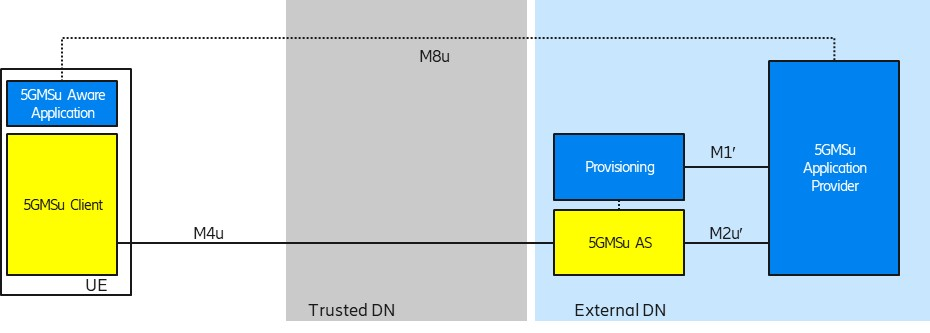 M8u
5GMSu Aware
Application
5GMSu Client
UE
M4u
Provisioning
M1′
5GMSu
Application
Provider
5GMSu AS
M2u′
Trusted DN
External DN